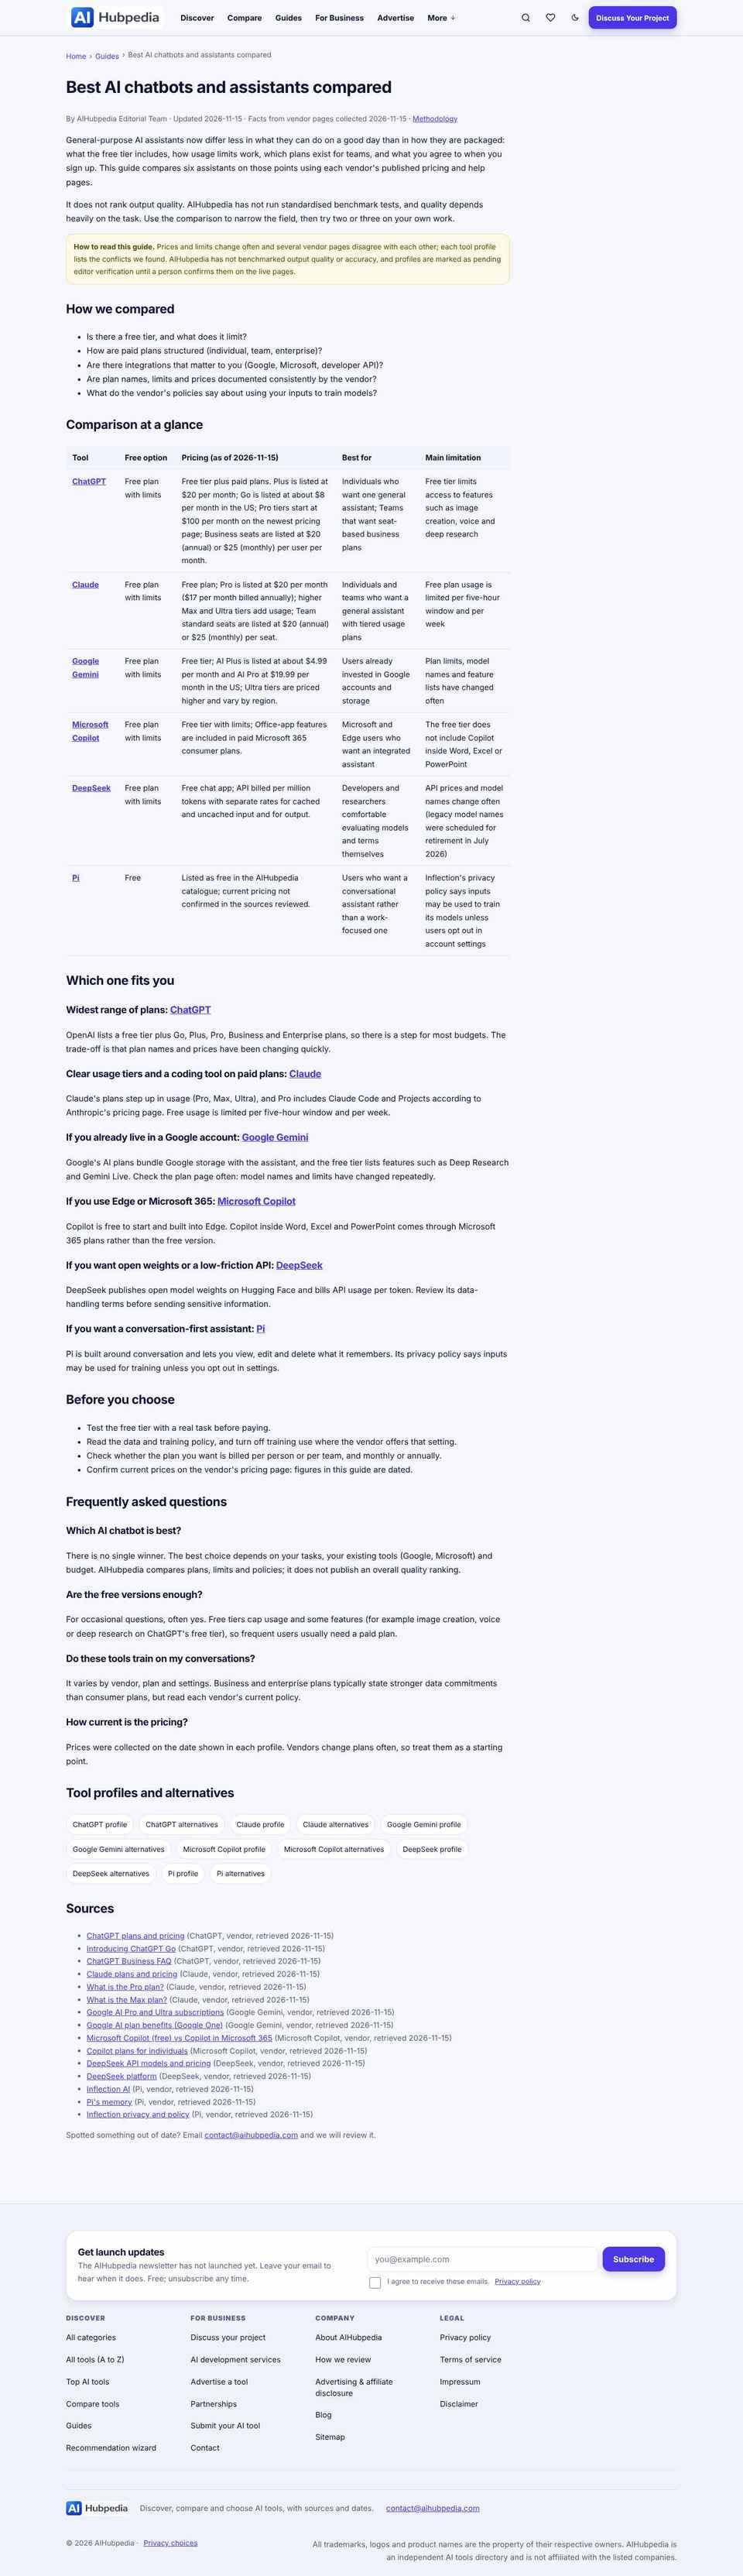 AI Hubpedia
Discover Compare Guides For Business Advertise More
Discuss Your Project
Home › Guides › Best AI chatbots and assistants compared
Best AI chatbots and assistants compared
By AIHubpedia Editorial Team · Updated 2026-11-15 · Facts from vendor pages collected 2026-11-15 · Methodology
General-purpose AI assistants now differ less in what they can do on a good day than in how they are packaged:
what the free tier includes, how usage limits work, which plans exist for teams, and what you agree to when you
sign up. This guide compares six assistants on those points using each vendor's published pricing and help
pages.
It does not rank output quality. AIHubpedia has not run standardised benchmark tests, and quality depends
heavily on the task. Use the comparison to narrow the field, then try two or three on your own work.
How to read this guide. Prices and limits change often and several vendor pages disagree with each other; each tool profile
lists the conflicts we found. AIHubpedia has not benchmarked output quality or accuracy, and profiles are marked as pending
editor verification until a person confirms them on the live pages.
How we compared
• Is there a free tier, and what does it limit?
• How are paid plans structured (individual, team, enterprise)?
• Are there integrations that matter to you (Google, Microsoft, developer API)?
• Are plan names, limits and prices documented consistently by the vendor?
• What do the vendor's policies say about using your inputs to train models?
Comparison at a glance
Tool Free option Pricing (as of 2026-11-15) Best for Main limitation
ChatGPT Free plan Free tier plus paid plans. Plus is listed at Individuals who Free tier limits
with limits $20 per month; Go is listed at about $8 want one general access to features
per month in the US; Pro tiers start at assistant; Teams such as image
$100 per month on the newest pricing that want seat- creation, voice and
page; Business seats are listed at $20 based business deep research
(annual) or $25 (monthly) per user per plans
month.
Claude Free plan Free plan; Pro is listed at $20 per month Individuals and Free plan usage is
with limits ($17 per month billed annually); higher teams who want a limited per five-hour
Max and Ultra tiers add usage; Team general assistant window and per
standard seats are listed at $20 (annual) with tiered usage week
or $25 (monthly) per seat. plans
Google Free plan Free tier; AI Plus is listed at about $4.99 Users already Plan limits, model
Gemini with limits per month and AI Pro at $19.99 per invested in Google names and feature
month in the US; Ultra tiers are priced accounts and lists have changed
higher and vary by region. storage often
Microsoft Free plan Free tier with limits; Office-app features Microsoft and The free tier does
Copilot with limits are included in paid Microsoft 365 Edge users who not include Copilot
consumer plans. want an integrated inside Word, Excel or
assistant PowerPoint
DeepSeek Free plan Free chat app; API billed per million Developers and API prices and model
with limits tokens with separate rates for cached researchers names change often
and uncached input and for output. comfortable (legacy model names
evaluating models were scheduled for
and terms retirement in July
themselves 2026)
Pi Free Listed as free in the AIHubpedia Users who want a Inflection's privacy
catalogue; current pricing not conversational policy says inputs
confirmed in the sources reviewed. assistant rather may be used to train
than a work- its models unless
focused one users opt out in
account settings
Which one fits you
Widest range of plans: ChatGPT
OpenAI lists a free tier plus Go, Plus, Pro, Business and Enterprise plans, so there is a step for most budgets. The
trade-off is that plan names and prices have been changing quickly.
Clear usage tiers and a coding tool on paid plans: Claude
Claude's plans step up in usage (Pro, Max, Ultra), and Pro includes Claude Code and Projects according to
Anthropic's pricing page. Free usage is limited per five-hour window and per week.
If you already live in a Google account: Google Gemini
Google's AI plans bundle Google storage with the assistant, and the free tier lists features such as Deep Research
and Gemini Live. Check the plan page often: model names and limits have changed repeatedly.
If you use Edge or Microsoft 365: Microsoft Copilot
Copilot is free to start and built into Edge. Copilot inside Word, Excel and PowerPoint comes through Microsoft
365 plans rather than the free version.
If you want open weights or a low-friction API: DeepSeek
DeepSeek publishes open model weights on Hugging Face and bills API usage per token. Review its data-
handling terms before sending sensitive information.
If you want a conversation-first assistant: Pi
Pi is built around conversation and lets you view, edit and delete what it remembers. Its privacy policy says inputs
may be used for training unless you opt out in settings.
Before you choose
• Test the free tier with a real task before paying.
• Read the data and training policy, and turn off training use where the vendor offers that setting.
• Check whether the plan you want is billed per person or per team, and monthly or annually.
• Confirm current prices on the vendor's pricing page: figures in this guide are dated.
Frequently asked questions
Which AI chatbot is best?
There is no single winner. The best choice depends on your tasks, your existing tools (Google, Microsoft) and
budget. AIHubpedia compares plans, limits and policies; it does not publish an overall quality ranking.
Are the free versions enough?
For occasional questions, often yes. Free tiers cap usage and some features (for example image creation, voice
or deep research on ChatGPT's free tier), so frequent users usually need a paid plan.
Do these tools train on my conversations?
It varies by vendor, plan and settings. Business and enterprise plans typically state stronger data commitments
than consumer plans, but read each vendor's current policy.
How current is the pricing?
Prices were collected on the date shown in each profile. Vendors change plans often, so treat them as a starting
point.
Tool profiles and alternatives
ChatGPT profile ChatGPT alternatives Claude profile Claude alternatives Google Gemini profile
Google Gemini alternatives Microsoft Copilot profile Microsoft Copilot alternatives DeepSeek profile
DeepSeek alternatives Pi profile Pi alternatives
Sources
• ChatGPT plans and pricing (ChatGPT, vendor, retrieved 2026-11-15)
• Introducing ChatGPT Go (ChatGPT, vendor, retrieved 2026-11-15)
• ChatGPT Business FAQ (ChatGPT, vendor, retrieved 2026-11-15)
• Claude plans and pricing (Claude, vendor, retrieved 2026-11-15)
• What is the Pro plan? (Claude, vendor, retrieved 2026-11-15)
• What is the Max plan? (Claude, vendor, retrieved 2026-11-15)
• Google AI Pro and Ultra subscriptions (Google Gemini, vendor, retrieved 2026-11-15)
• Google AI plan benefits (Google One) (Google Gemini, vendor, retrieved 2026-11-15)
• Microsoft Copilot (free) vs Copilot in Microsoft 365 (Microsoft Copilot, vendor, retrieved 2026-11-15)
• Copilot plans for individuals (Microsoft Copilot, vendor, retrieved 2026-11-15)
• DeepSeek API models and pricing (DeepSeek, vendor, retrieved 2026-11-15)
• DeepSeek platform (DeepSeek, vendor, retrieved 2026-11-15)
• Inflection AI (Pi, vendor, retrieved 2026-11-15)
• Pi's memory (Pi, vendor, retrieved 2026-11-15)
• Inflection privacy and policy (Pi, vendor, retrieved 2026-11-15)
Spotted something out of date? Email contact@aihubpedia.com and we will review it.
Get launch updates
The AIHubpedia newsletter has not launched yet. Leave your email to
hear when it does. Free; unsubscribe any time.
you@example.com
Subscribe
I agree to receive these emails. Privacy policy
DISCOVER FOR BUSINESS COMPANY LEGAL
All categories Discuss your project About AIHubpedia Privacy policy
All tools (A to Z) AI development services How we review Terms of service
Top AI tools Advertise a tool Advertising & affiliate disclosure Impressum
Compare tools Partnerships Blog Disclaimer
Guides Submit your AI tool Sitemap
Recommendation wizard Contact
AI Hubpedia Discover, compare and choose AI tools, with sources and dates. contact@aihubpedia.com
© 2026 AIHubpedia · Privacy choices
All trademarks, logos and product names are the property of their respective owners. AIHubpedia is
an independent AI tools directory and is not affiliated with the listed companies.